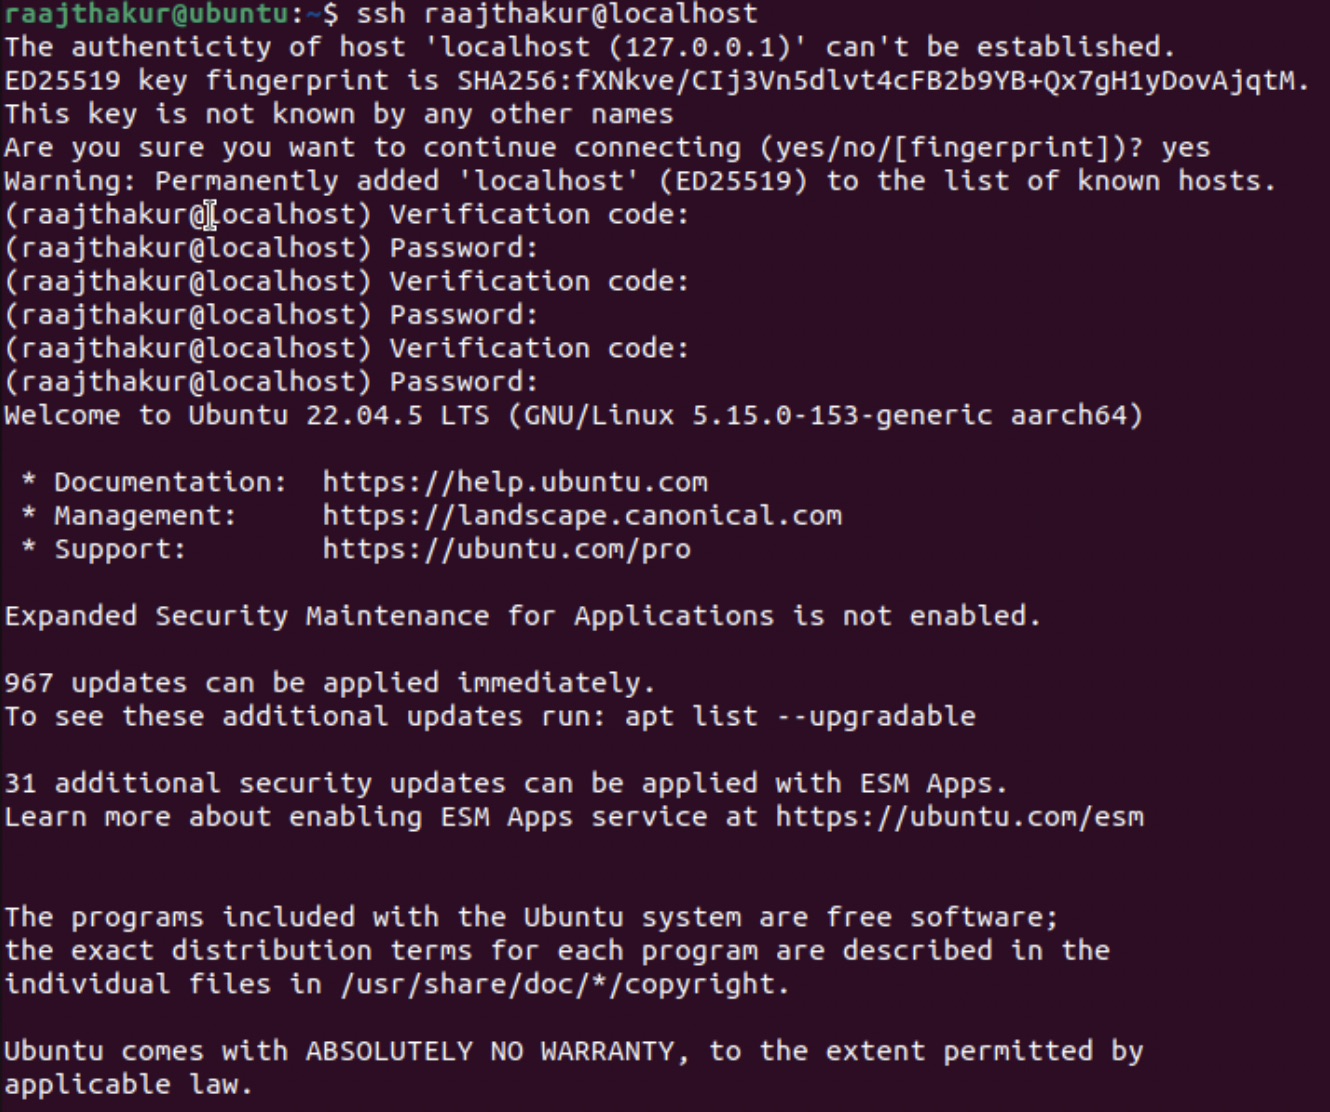 raajthakur@ubuntu:~$ ssh raajthakur@localhost
The authenticity of host 'localhost (127.0.0.1)' can't be established.
ED25519 key fingerprint is SHA256:fXNkve/CIj3Vn5dlvt4cFB2b9YB+Qx7gH1yDovAjqtM.
This key is not known by any other names
Are you sure you want to continue connecting (yes/no/[fingerprint])? yes
Warning: Permanently added 'localhost' (ED25519) to the list of known hosts.
(raajthakur@localhost) Verification code:
(raajthakur@localhost) Password:
(raajthakur@localhost) Verification code:
(raajthakur@localhost) Password:
(raajthakur@localhost) Verification code:
(raajthakur@localhost) Password:
Welcome to Ubuntu 22.04.5 LTS (GNU/Linux 5.15.0-153-generic aarch64)
 * Documentation:  https://help.ubuntu.com
 * Management:     https://landscape.canonical.com
 * Support:        https://ubuntu.com/pro
Expanded Security Maintenance for Applications is not enabled.
967 updates can be applied immediately.
To see these additional updates run: apt list --upgradable
31 additional security updates can be applied with ESM Apps.
Learn more about enabling ESM Apps service at https://ubuntu.com/esm
The programs included with the Ubuntu system are free software;
the exact distribution terms for each program are described in the
individual files in /usr/share/doc/*/copyright.
Ubuntu comes with ABSOLUTELY NO WARRANTY, to the extent permitted by
applicable law.